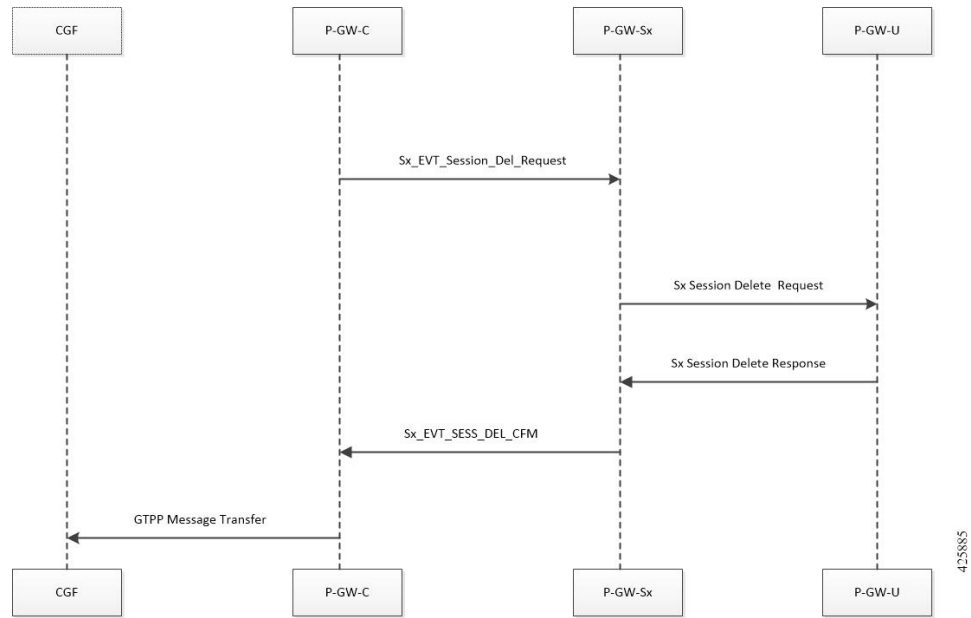 CGF
P-GW-C
P-GW-Sx
P-GW-U
Sx_EVT_Session_Del_Request
Sx Session Delete  Request
Sx Session Delete Response
Sx_EVT_SESS_DEL_CFM
GTPP Message Transfer
425885
CGF
P-GW-C
P-GW-Sx
P-GW-U